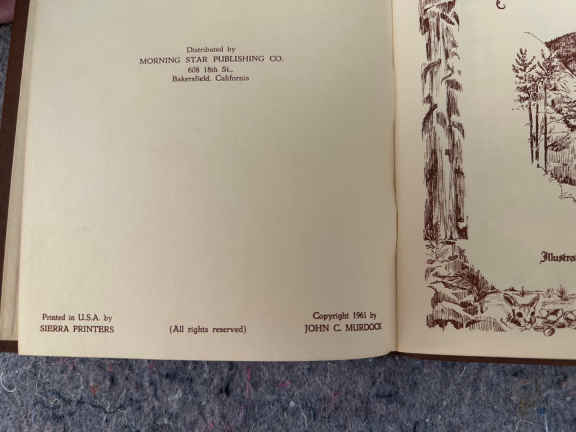 Distributed by
MORNING STAR PUBLISHING CO.
608 18th St.,
Bakersfield, California
Printed in U.S.A. by
SIERRA PRINTERS
(All rights reserved)
Copyright 1961 by
JOHN C. MURDOCK
Illustra